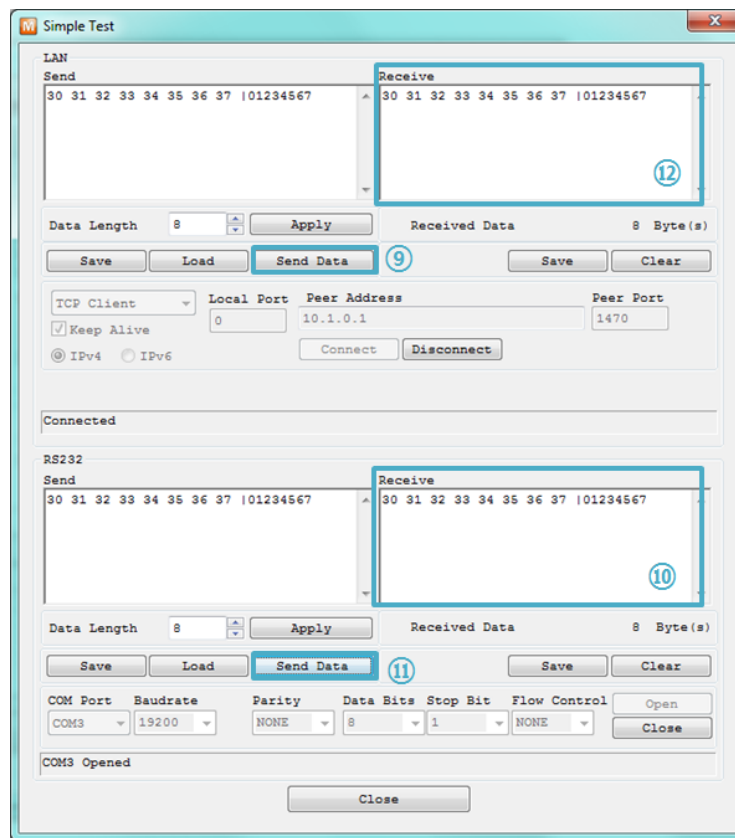 M Simple Test
x
LAN
Send Receive
30 31 32 33 34 35 36 37 |01234567 30 31 32 33 34 35 36 37 |01234567
⑫
Data Length 8 Apply Received Data 8 Byte(s)
Save Load Send Data ⑨ Save Clear
TCP Client Local Port Peer Address Peer Port
0 10.1.0.1 1470
Keep Alive
IPv4 IPv6 Connect Disconnect
Connected
RS232
Send Receive
30 31 32 33 34 35 36 37 |01234567 30 31 32 33 34 35 36 37 |01234567
⑩
Data Length 8 Apply Received Data 8 Byte(s)
Save Load Send Data ⑪ Save Clear
COM Port Baudrate Parity Data Bits Stop Bit Flow Control Open
COM3 19200 NONE 8 1 NONE Close
COM3 Opened
Close